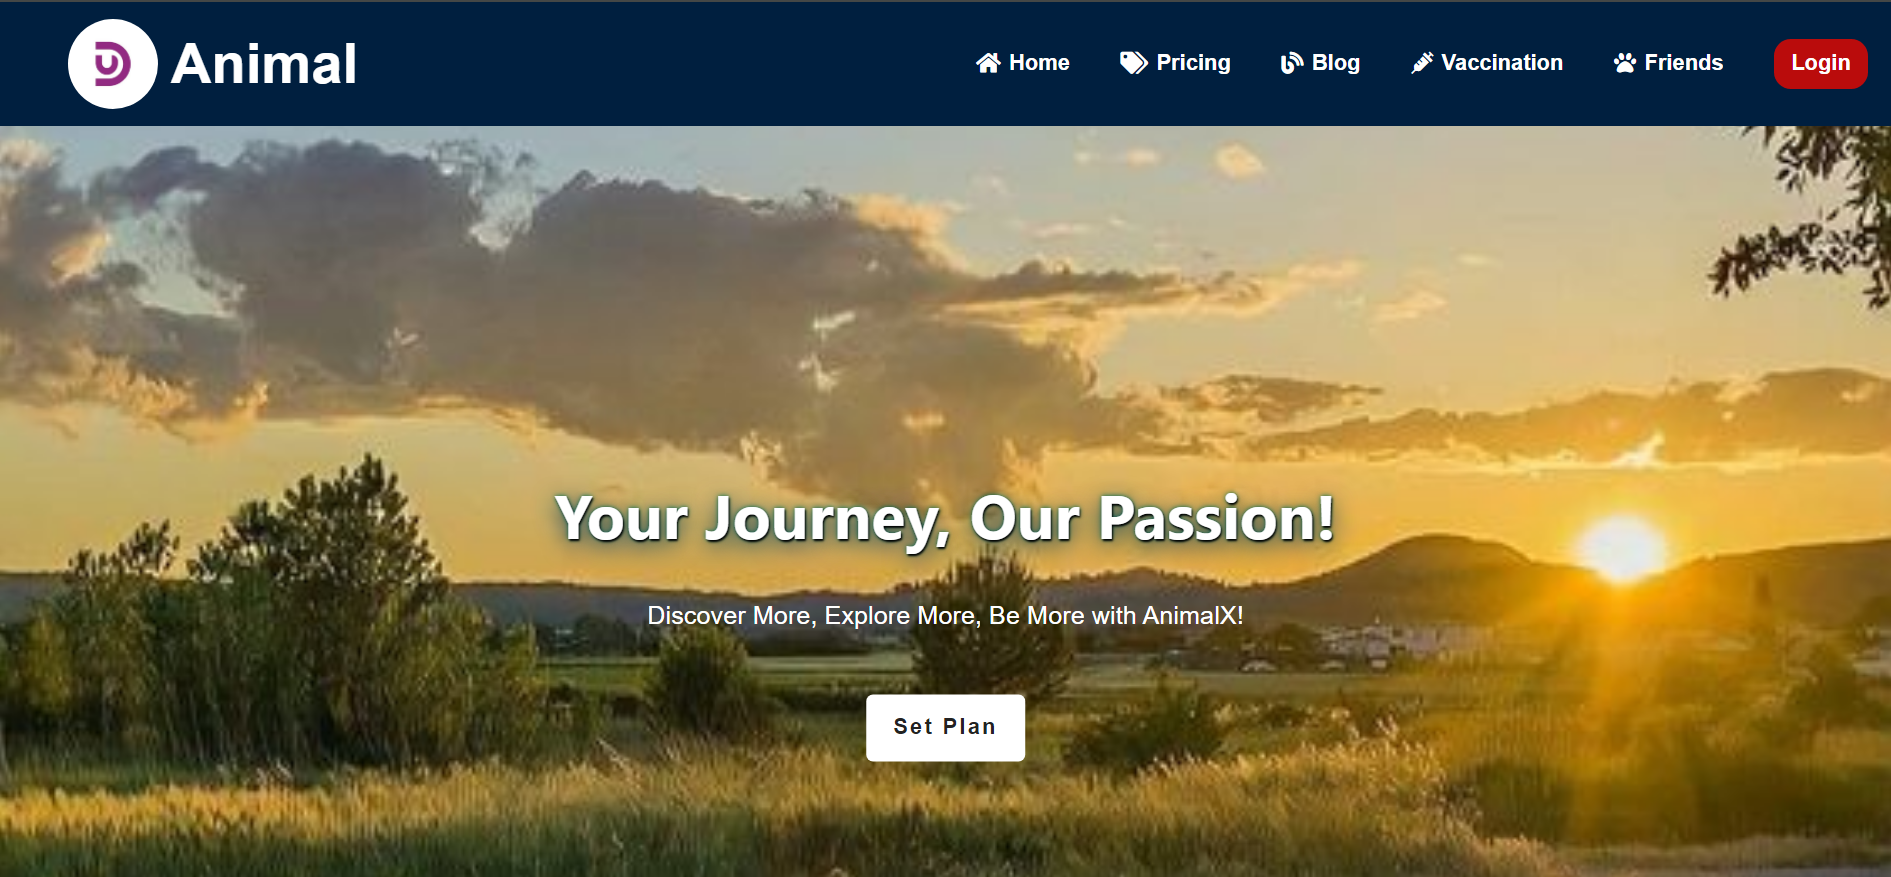 Animal
Home Pricing Blog Vaccination Friends Login
Your Journey, Our Passion!
Discover More, Explore More, Be More with AnimalX!
Set Plan